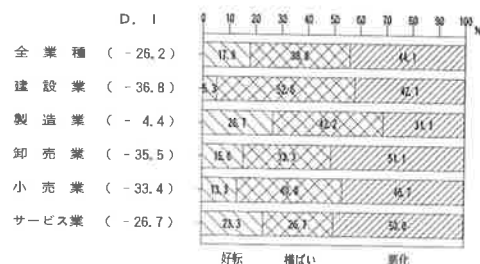 D. I
0 10 20 30 40 50 60 70 80 90 100
%
全業種 (-26.2) 17.9 38.0 44.1
建設業 (-36.8) 5.3 52.6 42.1
製造業 (- 4.4) 26.7 42.2 31.1
卸売業 (-35.5) 15.6 33.3 51.1
小売業 (-33.4) 13.3 40.0 46.7
サービス業 (-26.7) 23.3 26.7 50.0
好転 横ばい 悪化